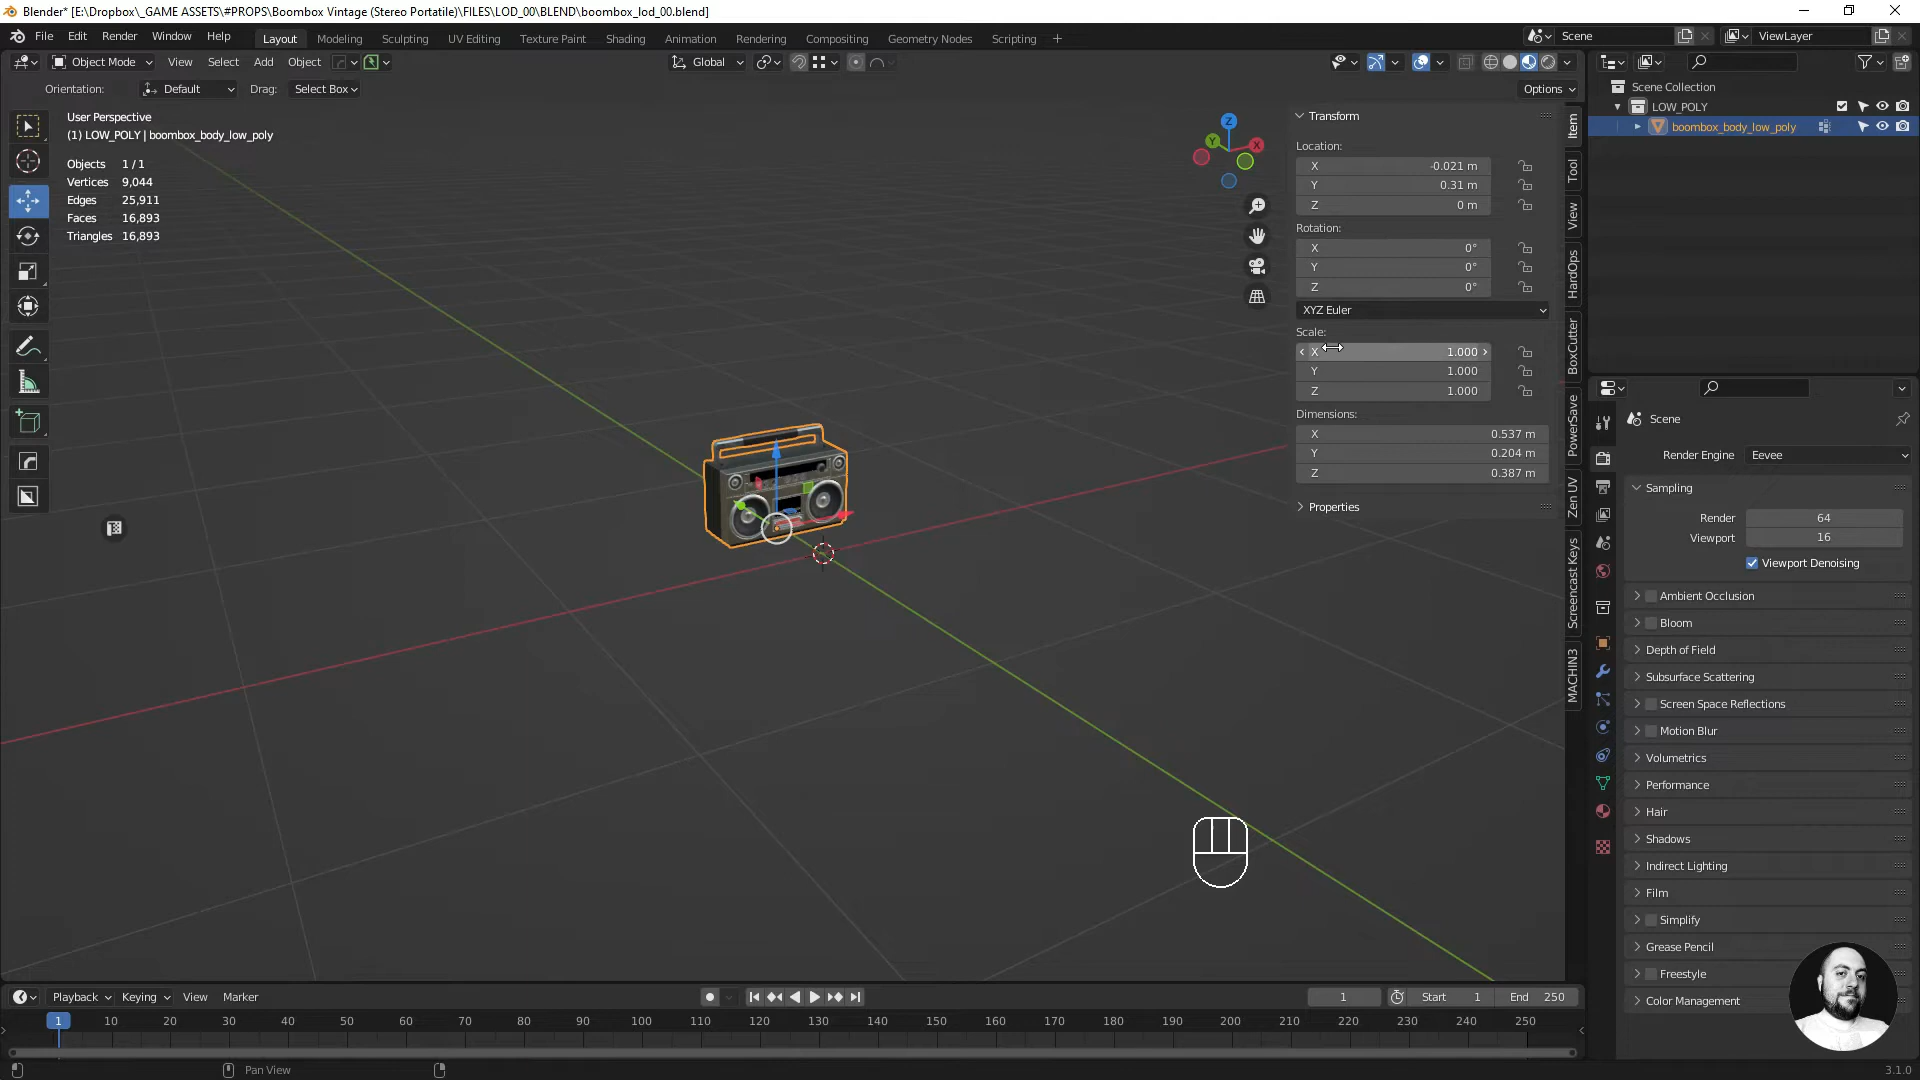 Blender* [E:\Dropbox\_GAME ASSETS\#PROPS\Boombox Vintage (Stereo Portatile)\FILES\LOD_00\BLEND\boombox_lod_00.blend]
File Edit Render Window Help Layout Modeling Sculpting UV Editing Texture Paint Shading Animation Rendering Compositing Geometry Nodes Scripting Scene ViewLayer
Object Mode View Select Add Object Global
Orientation: Default Drag: Select Box Options
User Perspective
(1) LOW_POLY | boombox_body_low_poly
Objects 1 / 1
Vertices 9,044
Edges 25,911
Faces 16,893
Triangles 16,893
Z
Y
X
Transform
Location:
X -0.021 m
Y 0.31 m
Z 0 m
Rotation:
X 0°
Y 0°
Z 0°
XYZ Euler
Scale:
X 1.000
Y 1.000
Z 1.000
Dimensions:
X 0.537 m
Y 0.204 m
Z 0.387 m
Properties
Item
Tool
View
HardOps
BoxCutter
PowerSave
Zen UV
Screencast Keys
MACHIN3
Scene Collection
LOW_POLY
boombox_body_low_poly
Scene
Render Engine Eevee
Sampling
Render 64
Viewport 16
Viewport Denoising
Ambient Occlusion
Bloom
Depth of Field
Subsurface Scattering
Screen Space Reflections
Motion Blur
Volumetrics
Performance
Hair
Shadows
Indirect Lighting
Film
Simplify
Grease Pencil
Freestyle
Color Management
Playback Keying View Marker 1 Start 1 End 250
1 10 20 30 40 50 60 70 80 90 100 110 120 130 140 150 160 170 180 190 200 210 220 230 240 250
Pan View 3.1.0